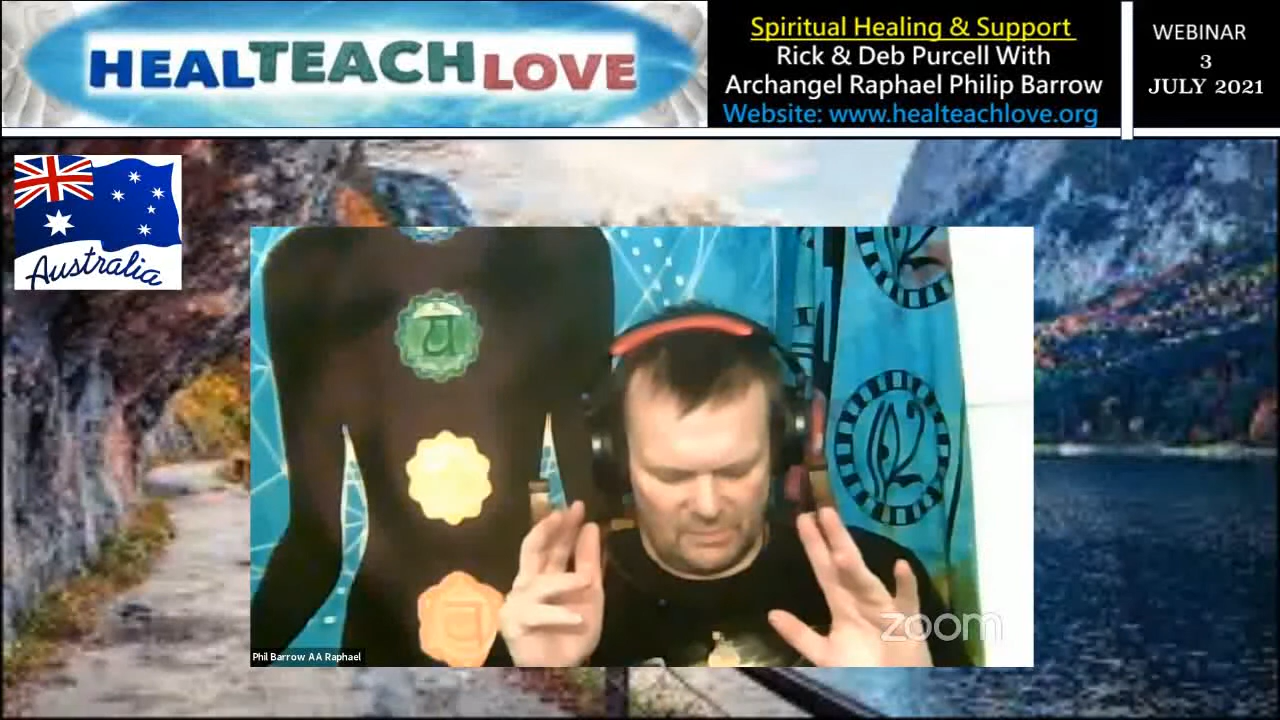 HEALTEACHLOVE
Spiritual Healing & Support
Rick & Deb Purcell With
Archangel Raphael Philip Barrow
Website: www.healteachlove.org
WEBINAR
3
JULY 2021
Australia
यं
zoom
Phil Barrow AA Raphael